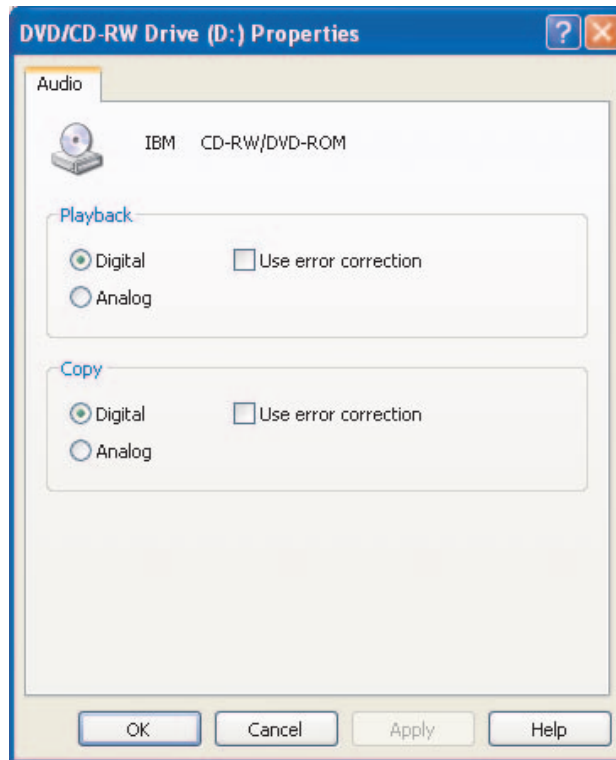 DVD/CD-RW Drive (D:) Properties
Audio
IBM CD-RW/DVD-ROM
Playback
Digital Use error correction
Analog
Copy
Digital Use error correction
Analog
OK Cancel Apply Help